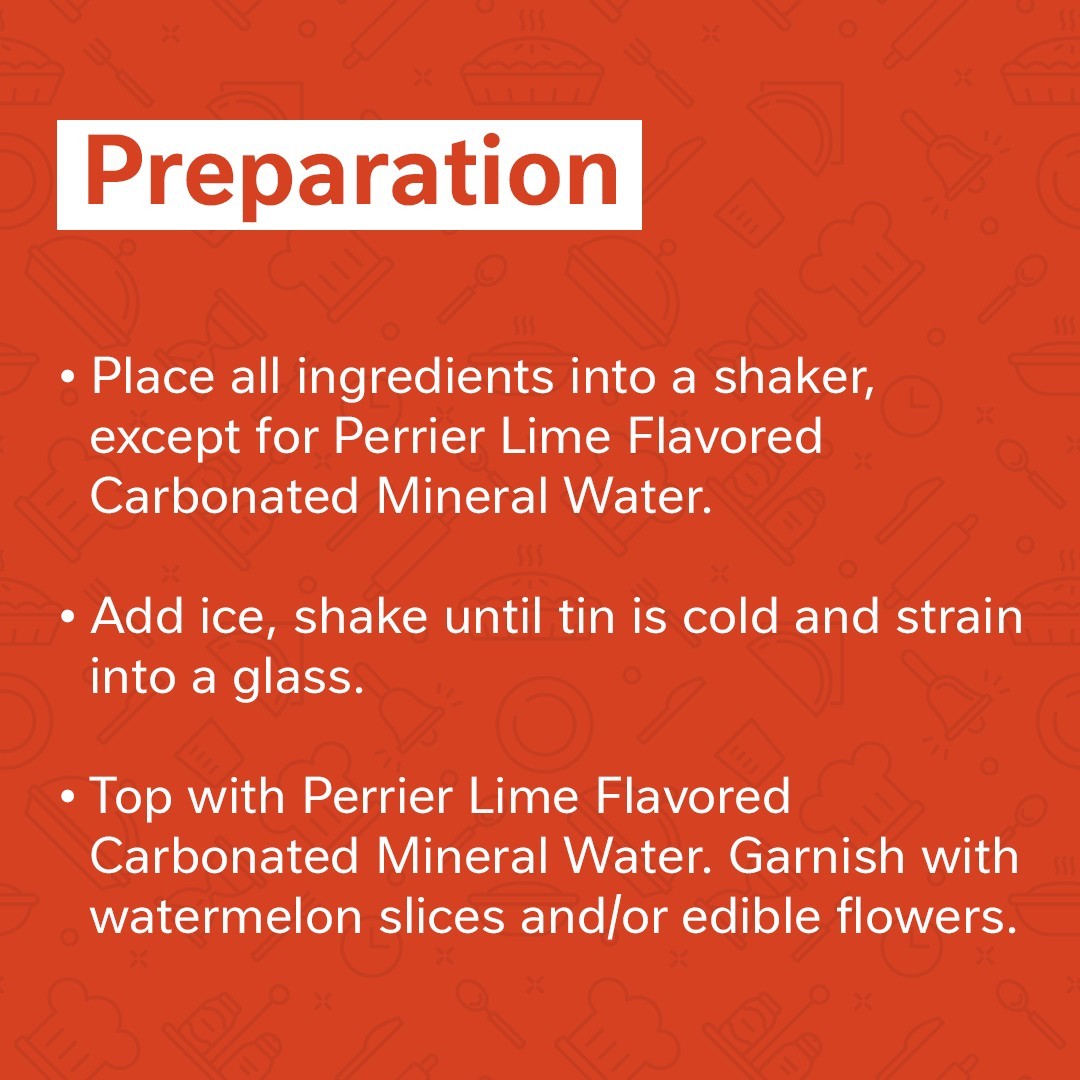 Preparation
• Place all ingredients into a shaker,
except for Perrier Lime Flavored
Carbonated Mineral Water.
• Add ice, shake until tin is cold and strain
into a glass.
• Top with Perrier Lime Flavored
Carbonated Mineral Water. Garnish with
watermelon slices and/or edible flowers.